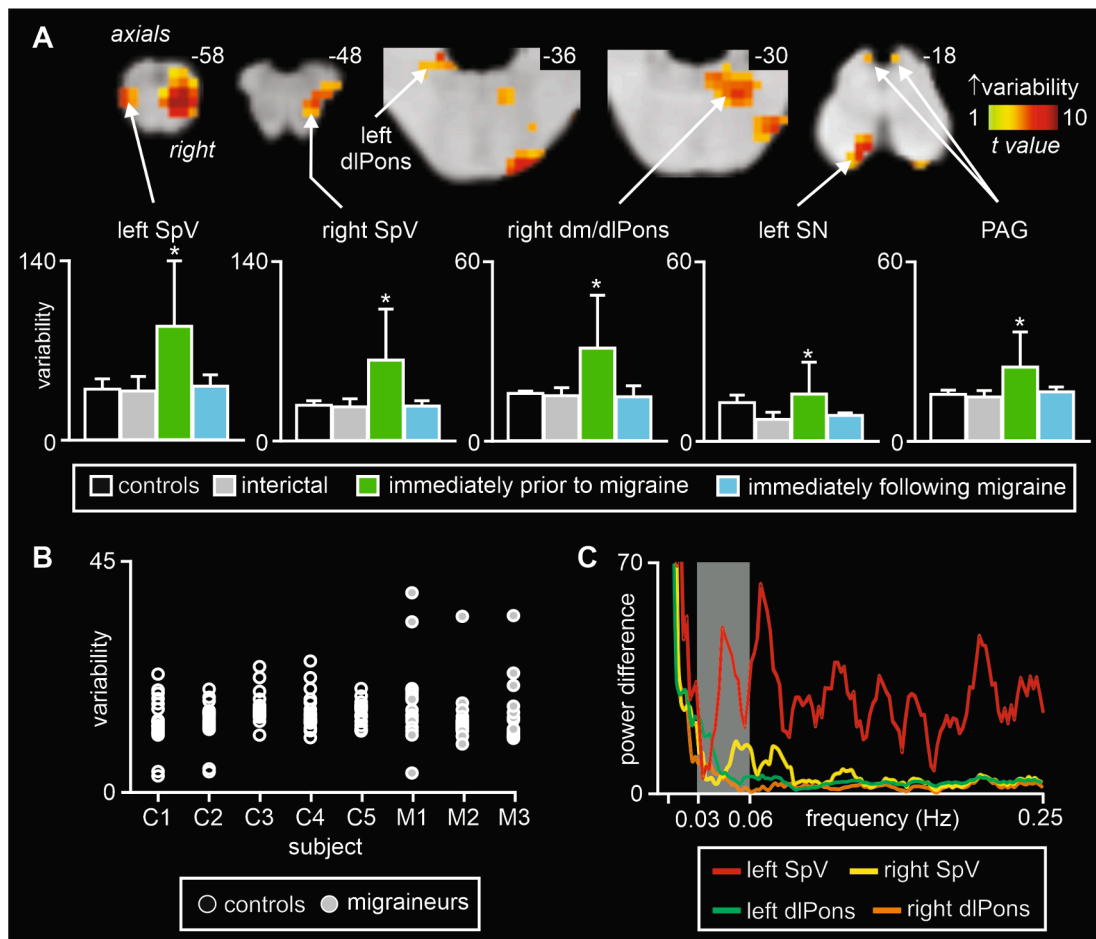 A
axials
-58
-48
-36
-30
-18
↑variability
1
10
t value
right
left
dlPons
left SpV
right SpV
right dm/dlPons
left SN
PAG
140
140
60
60
60
*
*
*
*
*
variability
0
0
0
0
0
controls interictal immediately prior to migraine immediately following migraine
B
45
variability
0
C1 C2 C3 C4 C5 M1 M2 M3
subject
controls migraineurs
C
70
power difference
0
0.03 0.06 frequency (Hz) 0.25
left SpV right SpV
left dlPons right dlPons